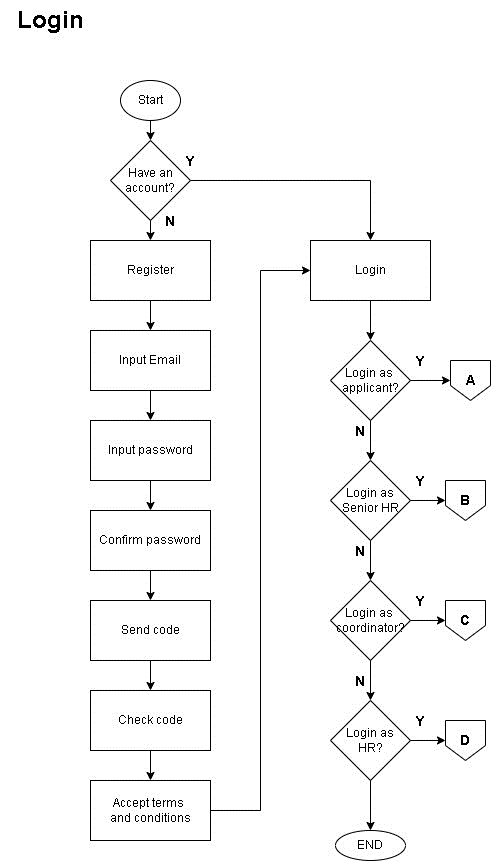 Login
Start
Have an
account?
Y
N
Register
Login
Input Email
Login as
applicant?
Y
A
N
Input password
Login as
Senior HR
Y
B
N
Confirm password
Send code
Login as
coordinator?
Y
C
N
Check code
Login as
HR?
Y
D
Accept terms
and conditions
END